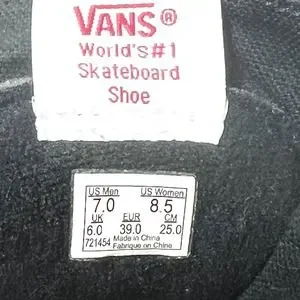 VANS®
World's#1
Skateboard
Shoe
US Men US Women
7.0 8.5
UK EUR CM
6.0 39.0 25.0
721454 Made in China
Fabrique en Chine